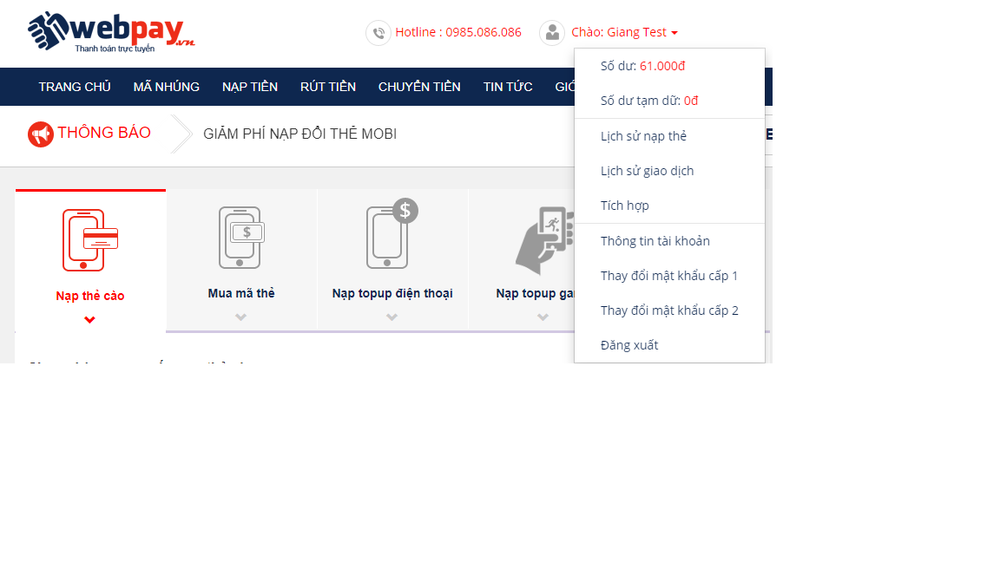 webpay.vn
Thanh toán trực tuyến
Hotline : 0985.086.086
Chào: Giang Test
TRANG CHỦ
MÃ NHÚNG
NẠP TIỀN
RÚT TIỀN
CHUYỂN TIỀN
TIN TỨC
THÔNG BÁO
GIẢM PHÍ NẠP ĐỔI THẺ MOBI
Số dư: 61.000đ
Số dư tạm dữ: 0đ
Lịch sử nạp thẻ
Lịch sử giao dịch
Tích hợp
Thông tin tài khoản
Thay đổi mật khẩu cấp 1
Thay đổi mật khẩu cấp 2
Đăng xuất
Nạp thẻ cào
$
Mua mã thẻ
$
Nạp topup điện thoại
Nạp topup